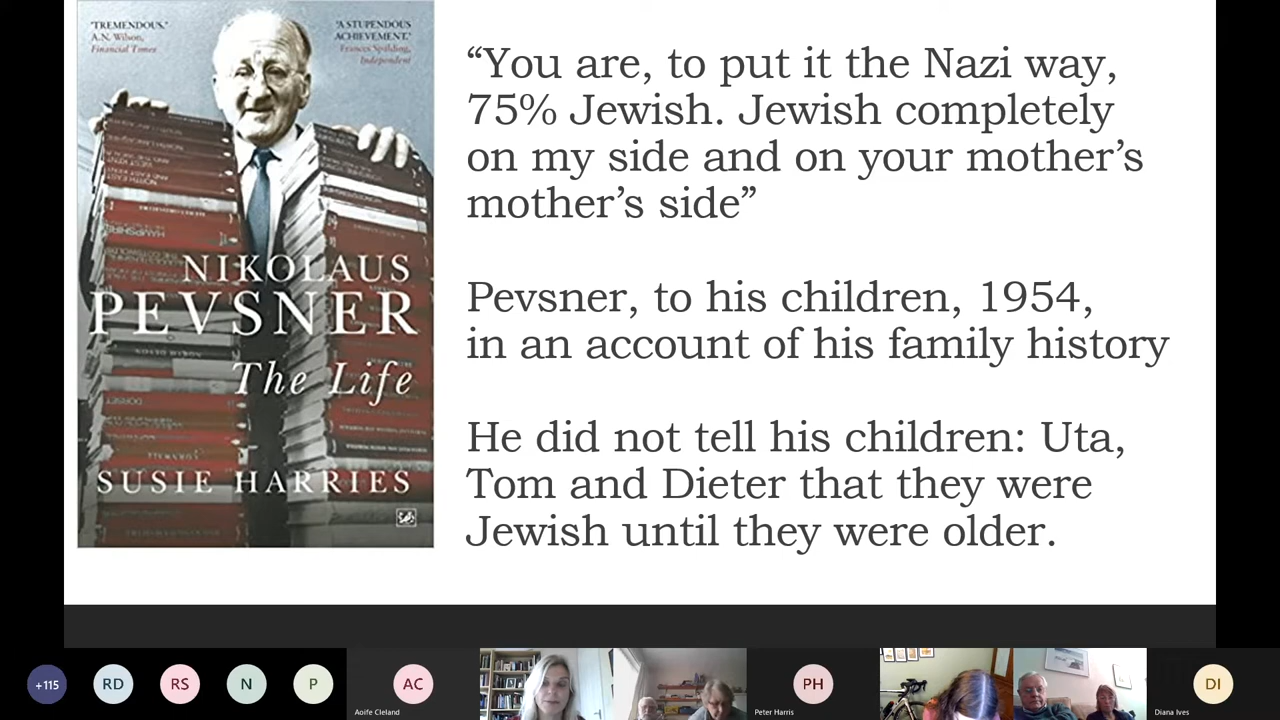 "TREMENDOUS."
A.N. Wilson,
Financial Times
"A STUPENDOUS
ACHIEVEMENT."
Frances Spalding,
Independent
NIKOLAUS
PEVSNER
The Life
SUSIE HARRIES
“You are, to put it the Nazi way,
75% Jewish. Jewish completely
on my side and on your mother’s
mother’s side”
Pevsner, to his children, 1954,
in an account of his family history
He did not tell his children: Uta,
Tom and Dieter that they were
Jewish until they were older.
+115
RD
RS
N
P
AC
Aoife Cleland
PH
Peter Harris
DI
Diana Ives